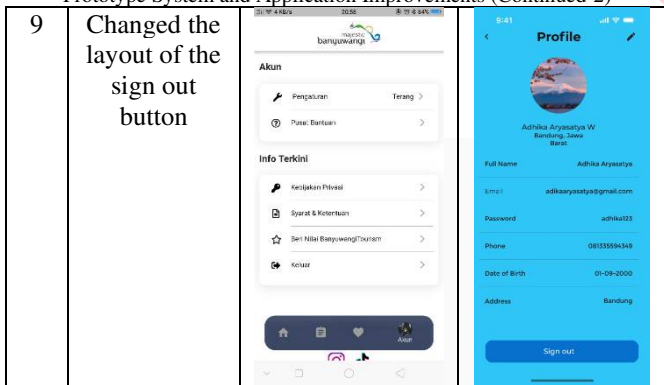 Prototype System and Application Improvements (Continued-2)
9
Changed the
layout of the
sign out
button
20:58
majestic
banyuwangi
Akun
Pengaturan
Terang >
Pusat Bantuan
>
Info Terkini
Kebijakan Privasi
>
Syarat & Ketentuan
>
Beri Nilai BanyuwangiTourism
>
Keluar
>
Akun
9:41
<
Profile
Adhika Aryasatya W
Bandung, Jawa
Barat
Full Name
Adhika Aryasatya
Email
adikaaryasatya@gmail.com
Password
adhika123
Phone
081335594349
Date of Birth
01-09-2000
Address
Bandung
Sign out